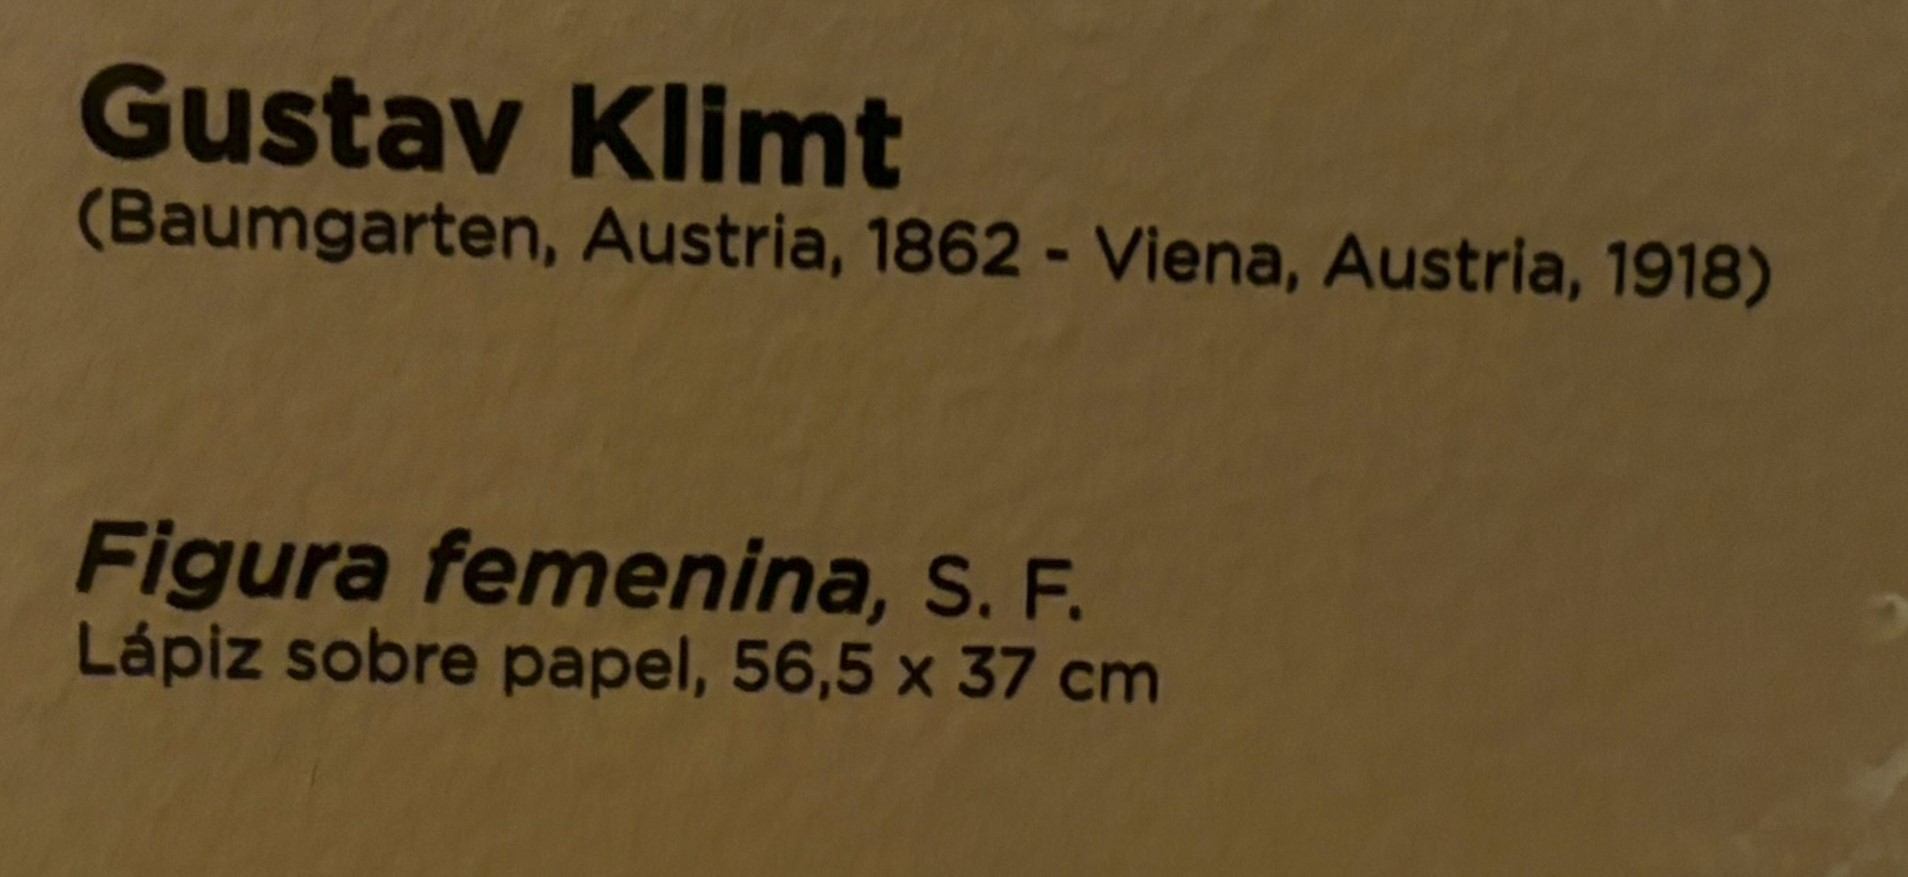 Gustav Klimt
(Baumgarten, Austria, 1862 - Viena, Austria, 1918)
Figura femenina, S. F.
Lápiz sobre papel, 56,5 x 37 cm